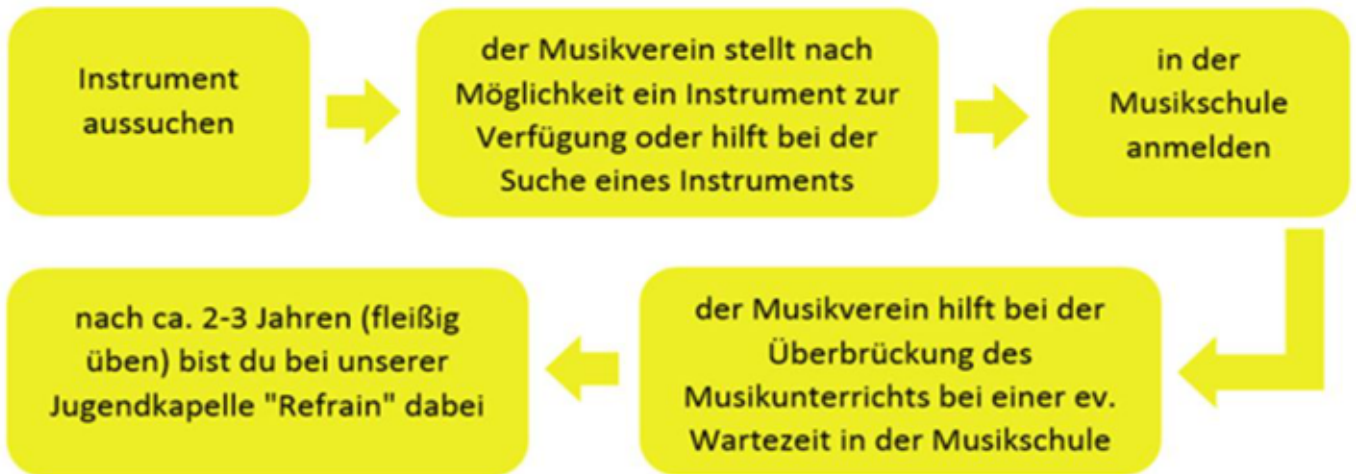 Instrument
aussuchen
der Musikverein stellt nach
Möglichkeit ein Instrument zur
Verfügung oder hilft bei der
Suche eines Instruments
in der
Musikschule
anmelden
der Musikverein hilft bei der
Überbrückung des
Musikunterrichts bei einer ev.
Wartezeit in der Musikschule
nach ca. 2-3 Jahren (fleißig
üben) bist du bei unserer
Jugendkapelle "Refrain" dabei